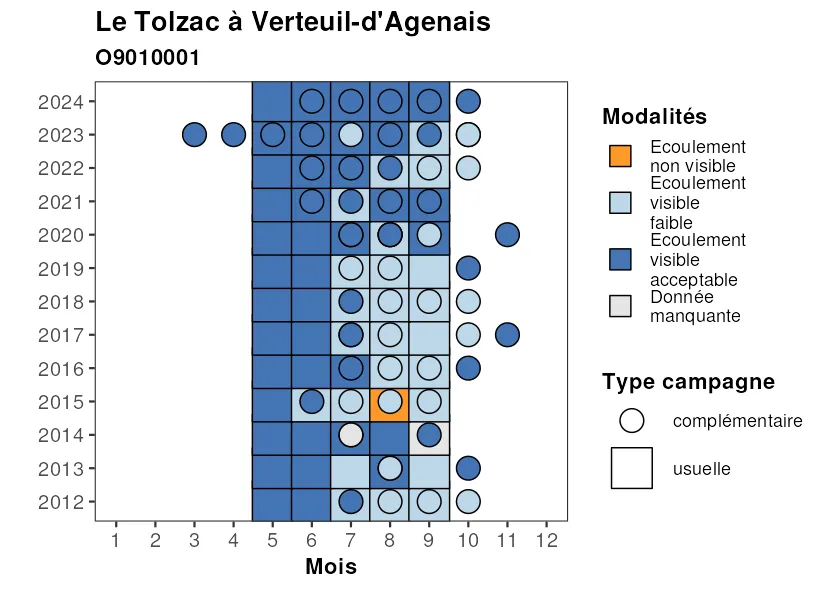 Le Tolzac à Verteuil-d'Agenais
O9010001
2024
2023
2022
2021
2020
2019
2018
2017
2016
2015
2014
2013
2012
1 2 3 4 5 6 7 8 9 10 11 12
Mois
Modalités
Ecoulement
non visible
Ecoulement
visible
faible
Ecoulement
visible
acceptable
Donnée
manquante
Type campagne
complémentaire
usuelle